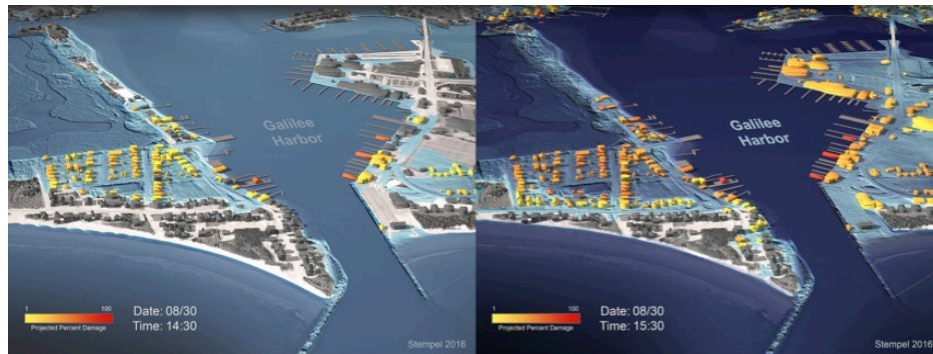 Galilee
Harbor
1
100
Projected Percent Damage
Date: 08/30
Time: 14:30
Stempel 2016
Galilee
Harbor
1
100
Projected Percent Damage
Date: 08/30
Time: 15:30
Stempel 2016